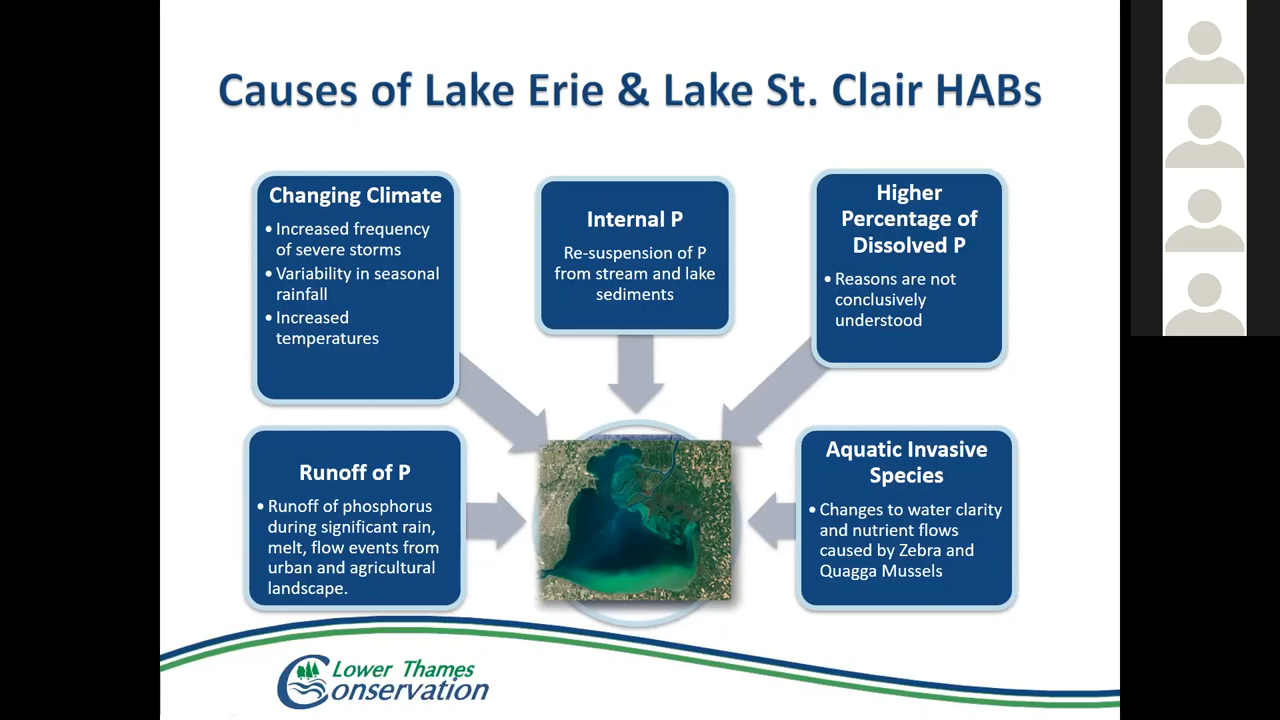 Causes of Lake Erie & Lake St. Clair HABs
Changing Climate
• Increased frequency
of severe storms
• Variability in seasonal
rainfall
• Increased
temperatures
Internal P
Re-suspension of P
from stream and lake
sediments
Higher
Percentage of
Dissolved P
• Reasons are not
conclusively
understood
Runoff of P
• Runoff of phosphorus
during significant rain,
melt, flow events from
urban and agricultural
landscape.
Aquatic Invasive
Species
• Changes to water clarity
and nutrient flows
caused by Zebra and
Quagga Mussels
Lower Thames
Conservation